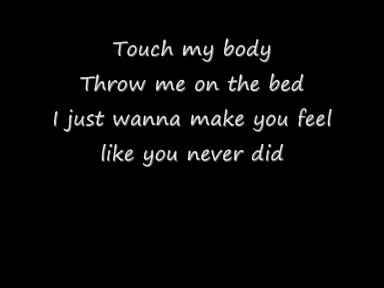 Touch my body
Throw me on the bed
I just wanna make you feel
like you never did